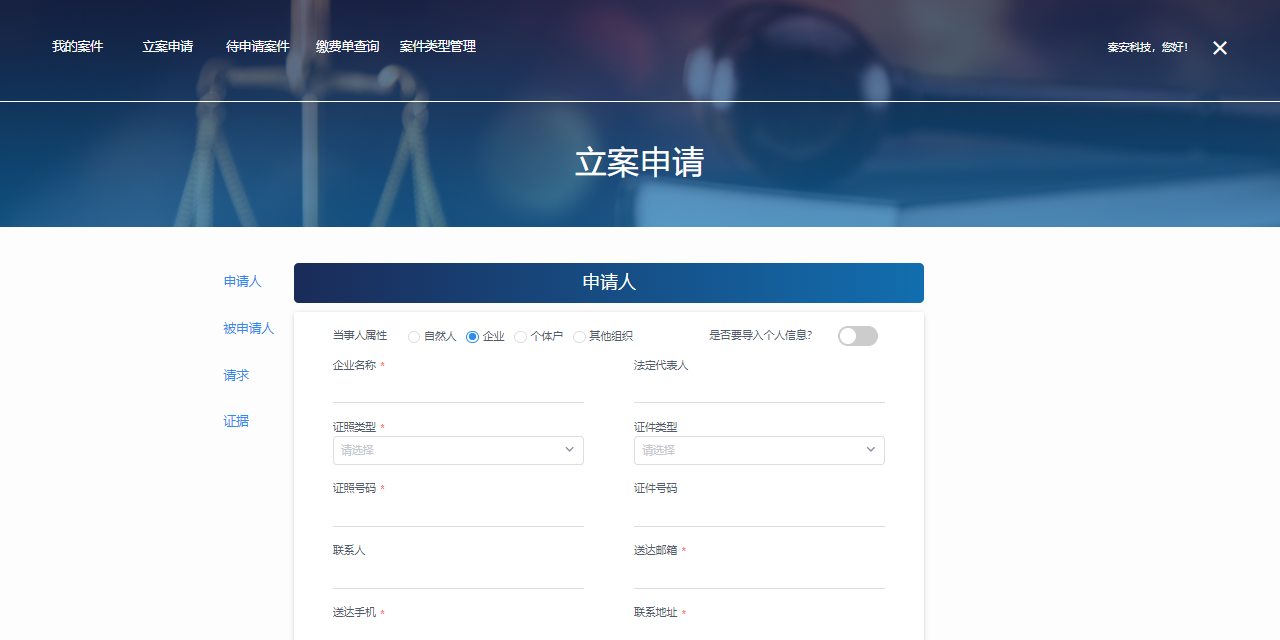 我的案件 立案申请 待申请案件 缴费单查询 案件类型管理 秦安科技，您好！
立案申请
申请人
被申请人
请求
证据
申请人
当事人属性 自然人 企业 个体户 其他组织 是否要导入个人信息？
企业名称 * 法定代表人
证照类型 * 证件类型
请选择 请选择
证照号码 * 证件号码
联系人 送达邮箱 *
送达手机 * 联系地址 *